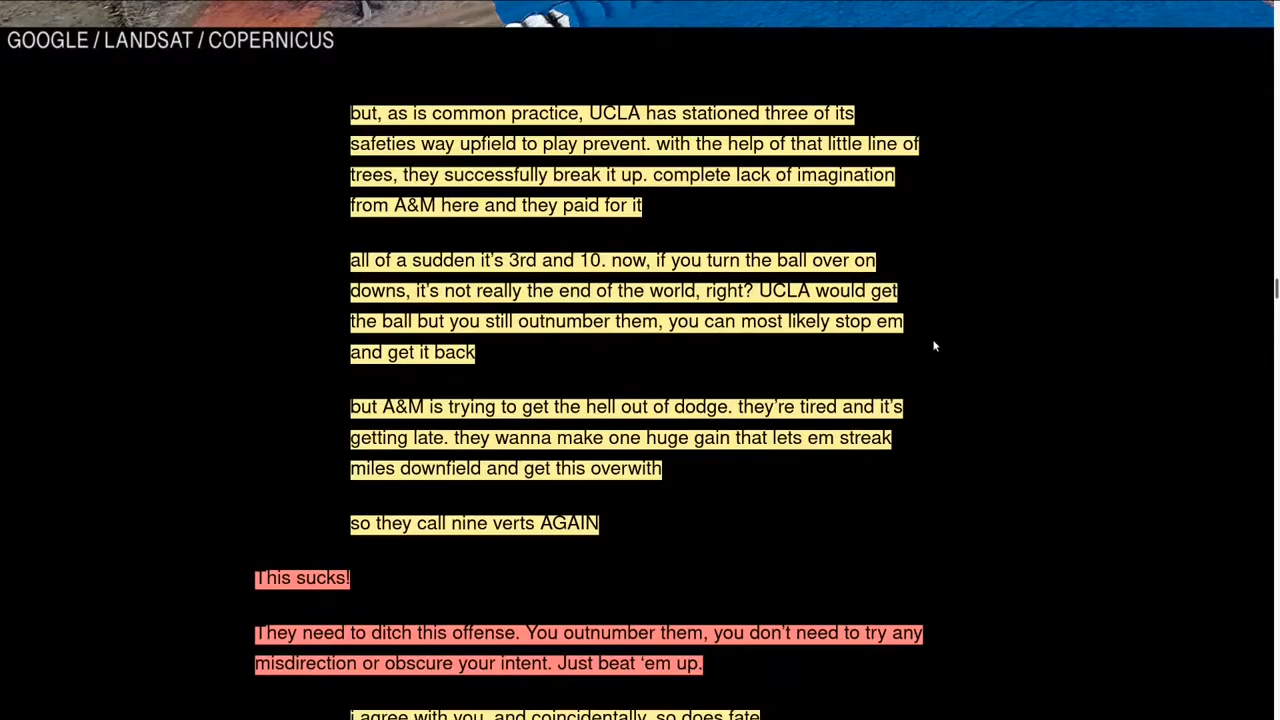 GOOGLE / LANDSAT / COPERNICUS
but, as is common practice, UCLA has stationed three of its
safeties way upfield to play prevent. with the help of that little line of
trees, they successfully break it up. complete lack of imagination
from A&M here and they paid for it
all of a sudden it’s 3rd and 10. now, if you turn the ball over on
downs, it’s not really the end of the world, right? UCLA would get
the ball but you still outnumber them, you can most likely stop em
and get it back
but A&M is trying to get the hell out of dodge. they’re tired and it’s
getting late. they wanna make one huge gain that lets em streak
miles downfield and get this overwith
so they call nine verts AGAIN
This sucks!
They need to ditch this offense. You outnumber them, you don’t need to try any
misdirection or obscure your intent. Just beat ‘em up.
i agree with you, and coincidentally, so does fate